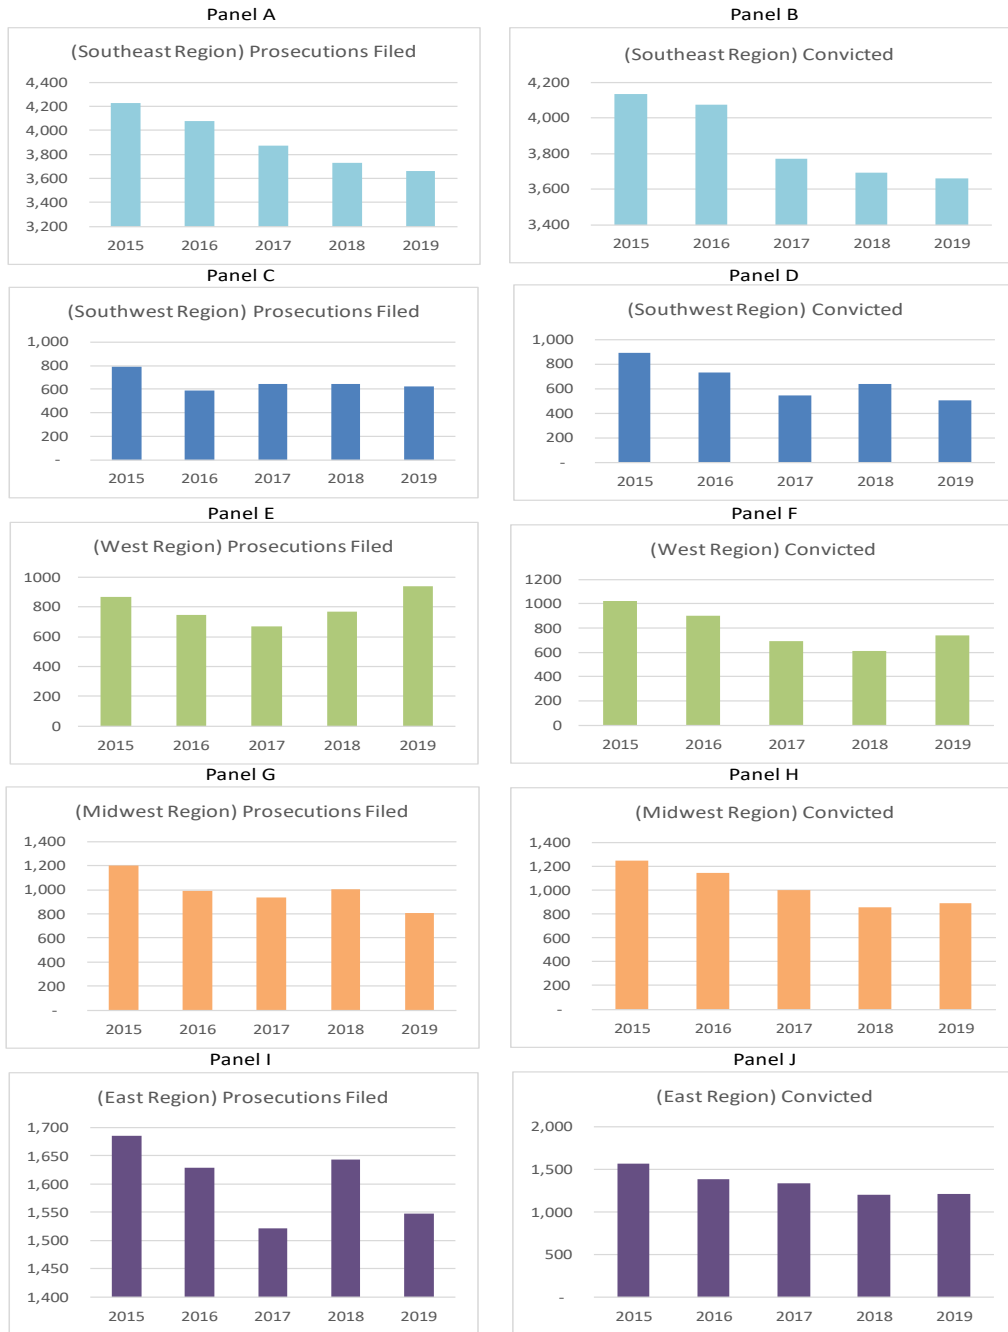 Panel A
(Southeast Region) Prosecutions Filed
4,400
4,200
4,000
3,800
3,600
3,400
3,200
2015 2016 2017 2018 2019
Panel B
(Southeast Region) Convicted
4,200
4,000
3,800
3,600
3,400
2015 2016 2017 2018 2019
Panel C
(Southwest Region) Prosecutions Filed
1,000
800
600
400
200
-
2015 2016 2017 2018 2019
Panel D
(Southwest Region) Convicted
1,000
800
600
400
200
-
2015 2016 2017 2018 2019
Panel E
(West Region) Prosecutions Filed
1000
800
600
400
200
0
2015 2016 2017 2018 2019
Panel F
(West Region) Convicted
1200
1000
800
600
400
200
0
2015 2016 2017 2018 2019
Panel G
(Midwest Region) Prosecutions Filed
1,400
1,200
1,000
800
600
400
200
-
2015 2016 2017 2018 2019
Panel H
(Midwest Region) Convicted
1,400
1,200
1,000
800
600
400
200
-
2015 2016 2017 2018 2019
Panel I
(East Region) Prosecutions Filed
1,700
1,650
1,600
1,550
1,500
1,450
1,400
2015 2016 2017 2018 2019
Panel J
(East Region) Convicted
2,000
1,500
1,000
500
-
2015 2016 2017 2018 2019